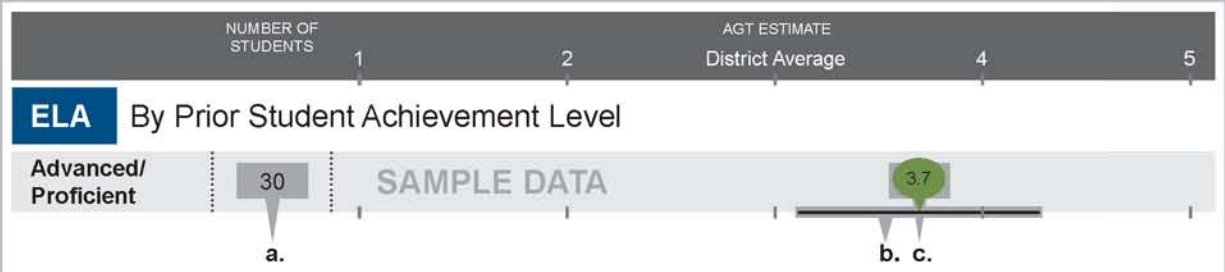 NUMBER OF
STUDENTS
AGT ESTIMATE
1
2
District Average
4
5
ELA
By Prior Student Achievement Level
Advanced/
Proficient
30
SAMPLE DATA
3.7
a.
b.
c.